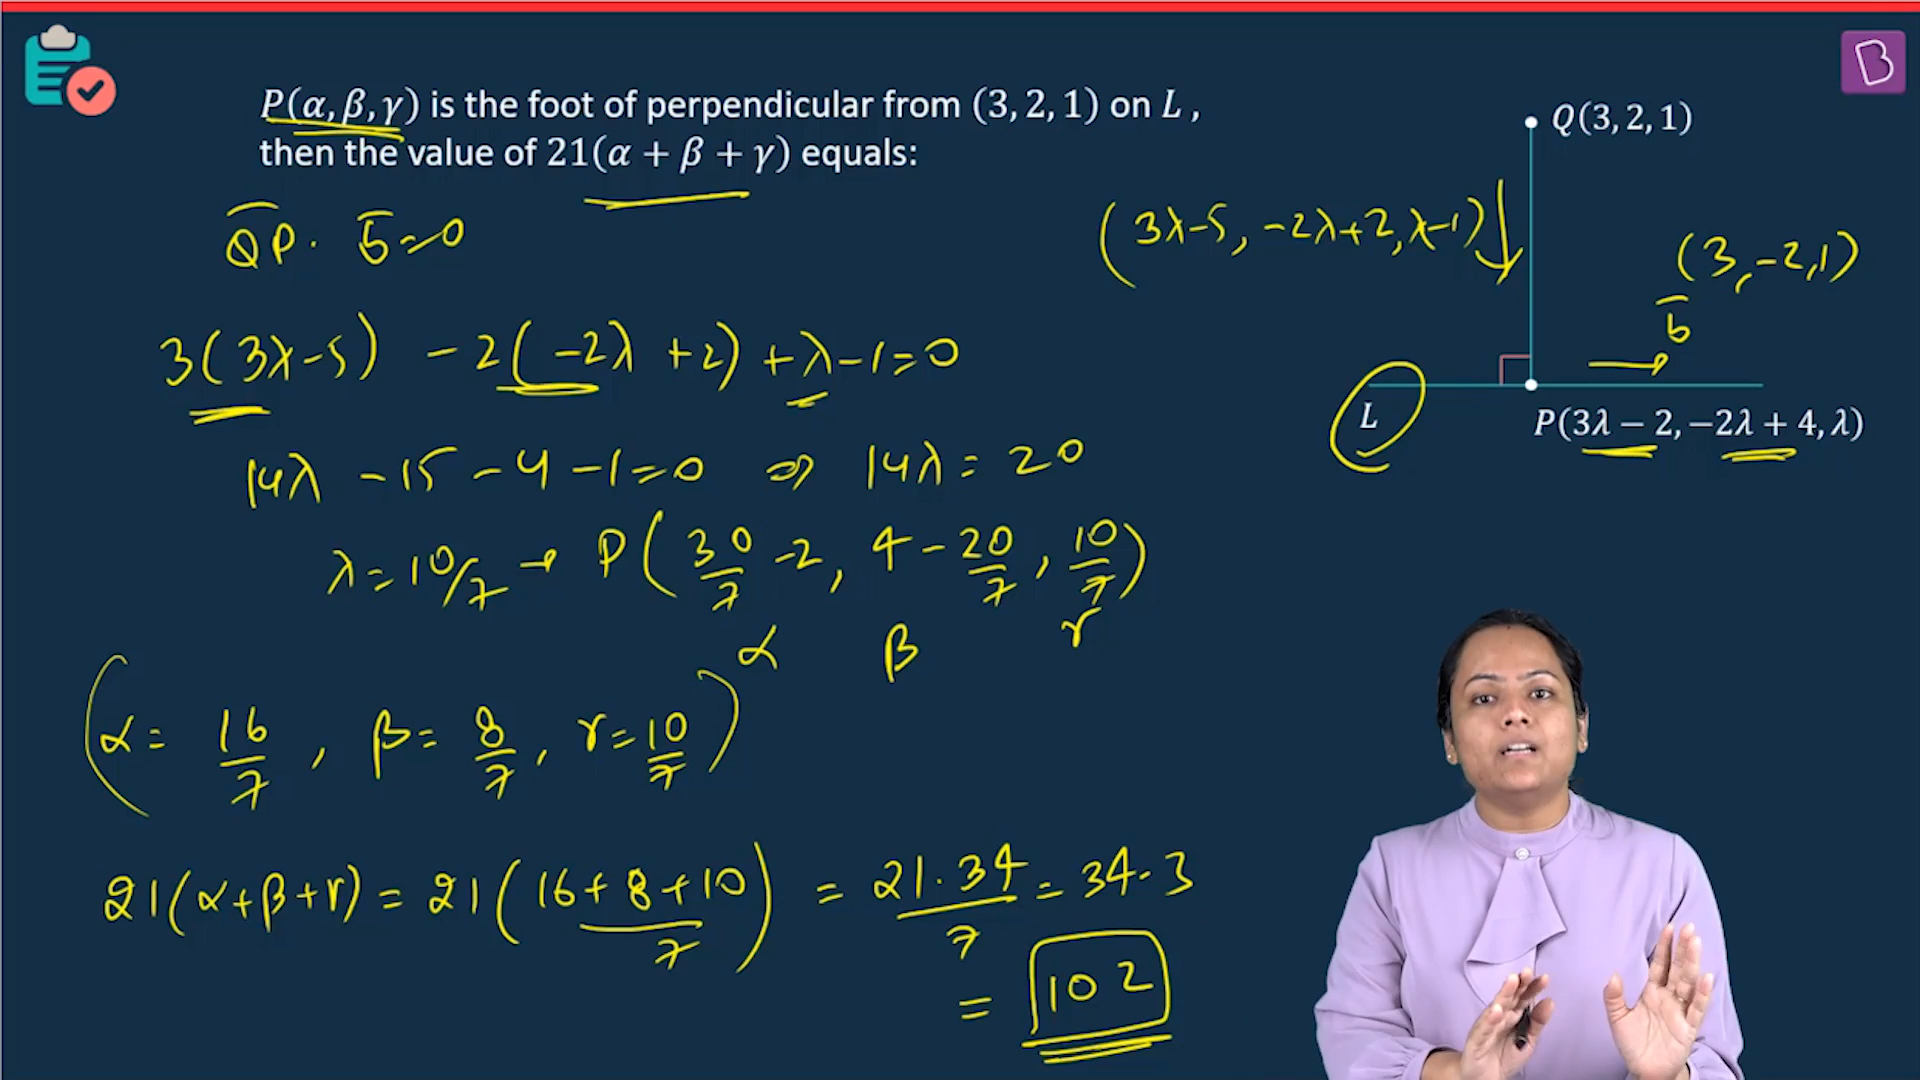 P(α, β, γ) is the foot of perpendicular from (3, 2, 1) on L ,
then the value of 21(α + β + γ) equals:
Q(3, 2, 1)
(3λ-5, -2λ+2, λ-1)
(3, -2, 1)
b̄
L
P(3λ − 2, −2λ + 4, λ)
Q̄P · b̄ = 0
3(3λ-5) -2(-2λ +2) +λ-1=0
14λ -15 -4 -1=0 ⇒ 14λ = 20
λ = 10/7 → P(30/7 -2, 4 - 20/7, 10/7)
α β γ
(α = 16/7, β = 8/7, γ = 10/7)
21(α+β+γ) = 21(16+8+10/7) = 21·34/7 = 34·3
= 102
B